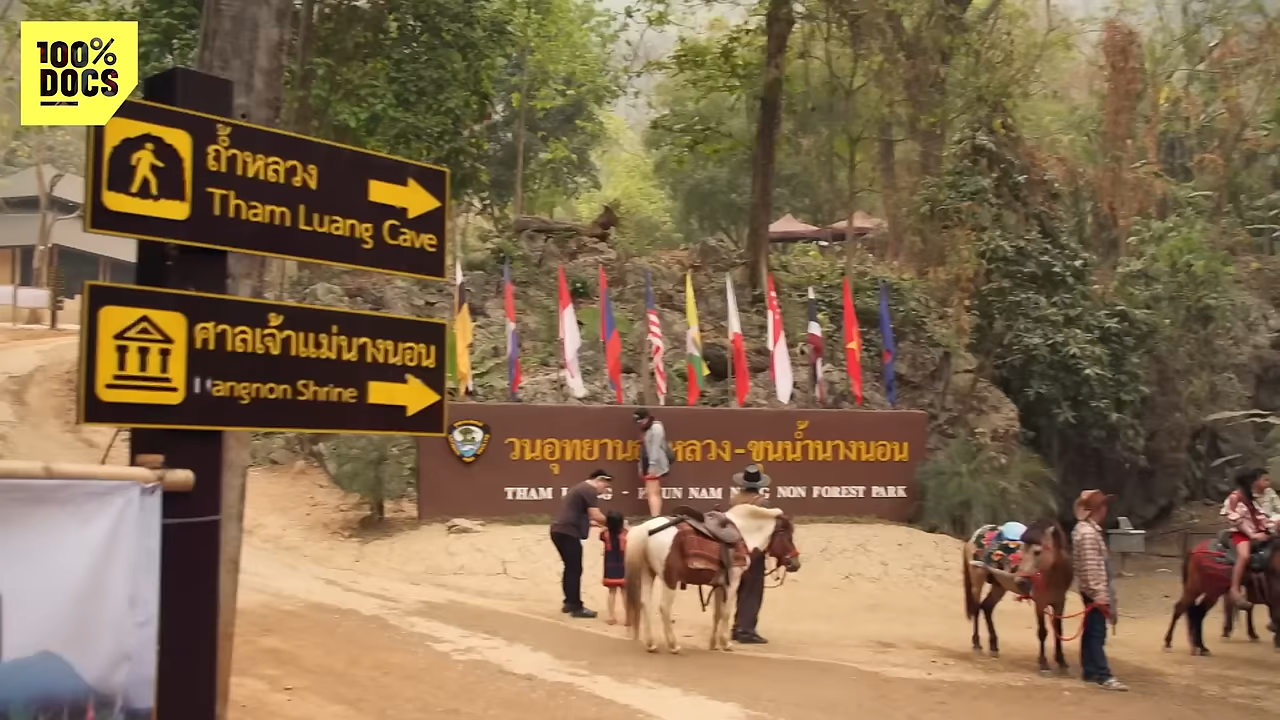 100%
DOCS
ถ้ำหลวง
Tham Luang Cave
ศาลเจ้าแม่นางนอน
angnon Shrine
วนอุทยาน หลวง-ขุนน้ำนางนอน
THAM - NAM NON FOREST PARK